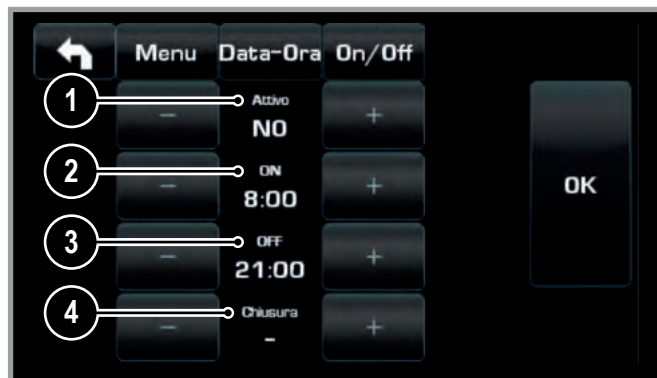 Menu Data-Ora On/Off
1 Attivo
- NO +
2 ON
- 8:00 +
OK
3 OFF
- 21:00 +
4 Chiusura
- - +